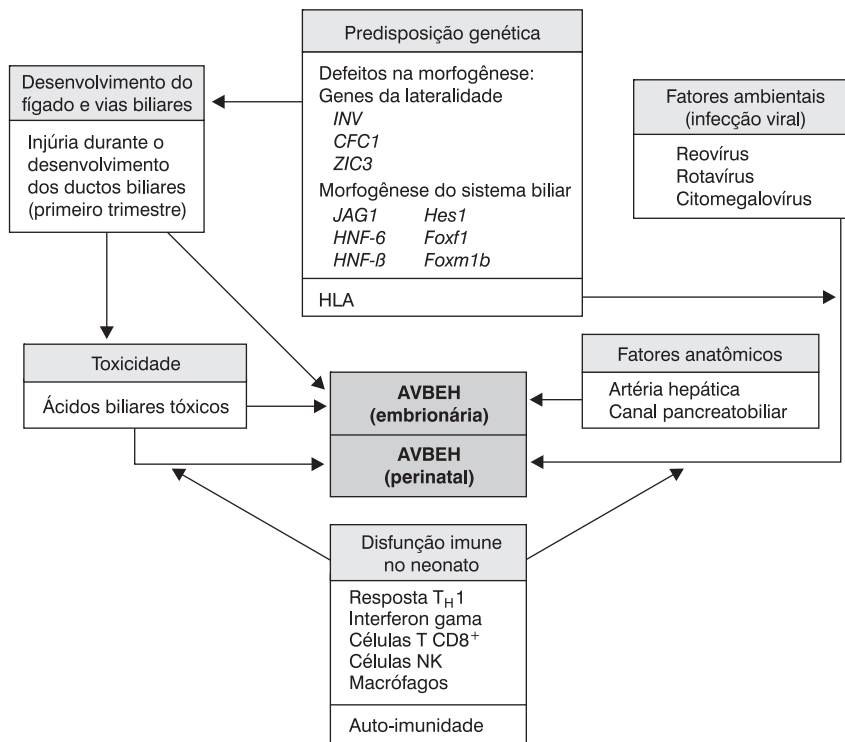 Predisposição genética
Defeitos na morfogênese:
Genes da lateralidade
INV
CFC1
ZIC3
Morfogênese do sistema biliar
JAG1 Hes1
HNF-6 Foxf1
HNF-ß Foxm1b
HLA
Desenvolvimento do
fígado e vias biliares
Injúria durante o
desenvolvimento
dos ductos biliares
(primeiro trimestre)
Fatores ambientais
(infecção viral)
Reovírus
Rotavírus
Citomegalovírus
Toxicidade
Ácidos biliares tóxicos
AVBEH
(embrionária)
AVBEH
(perinatal)
Fatores anatômicos
Artéria hepática
Canal pancreatobiliar
Disfunção imune
no neonato
Resposta TH1
Interferon gama
Células T CD8+
Células NK
Macrófagos
Auto-imunidade